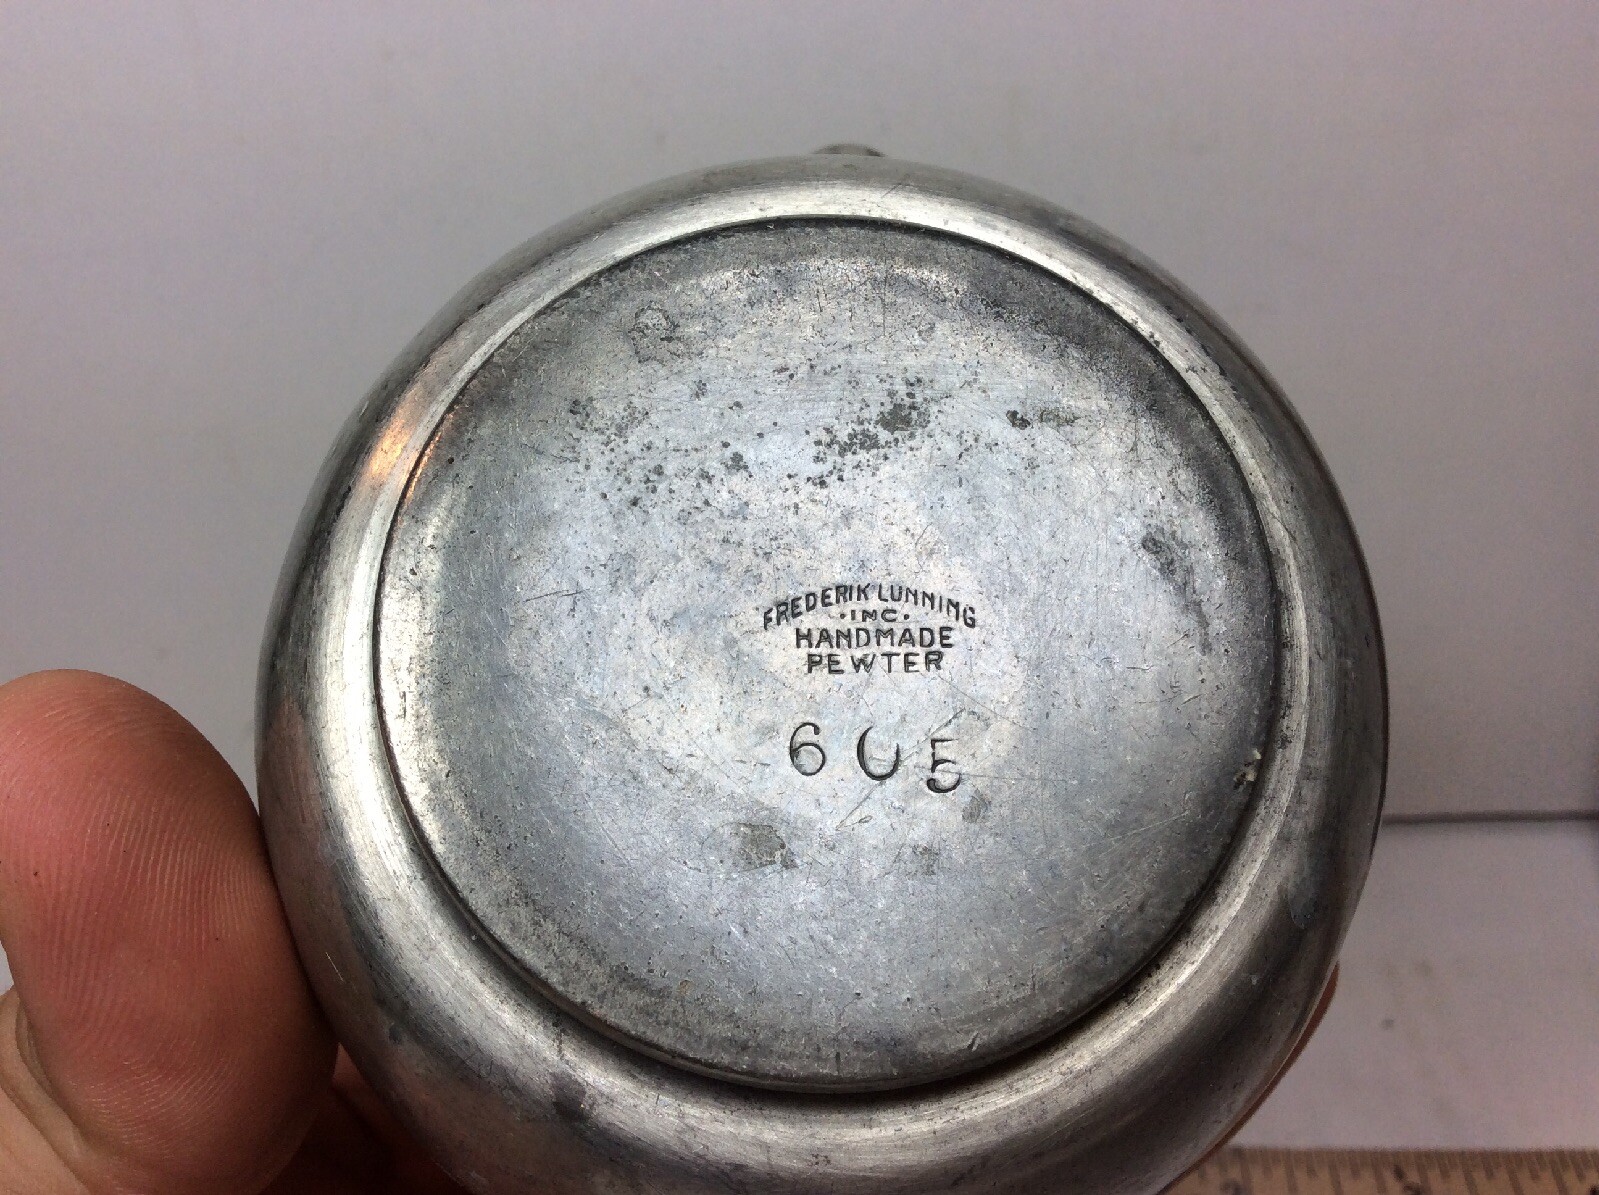 FREDERIK LUNNING
·INC.·
HANDMADE
PEWTER
605